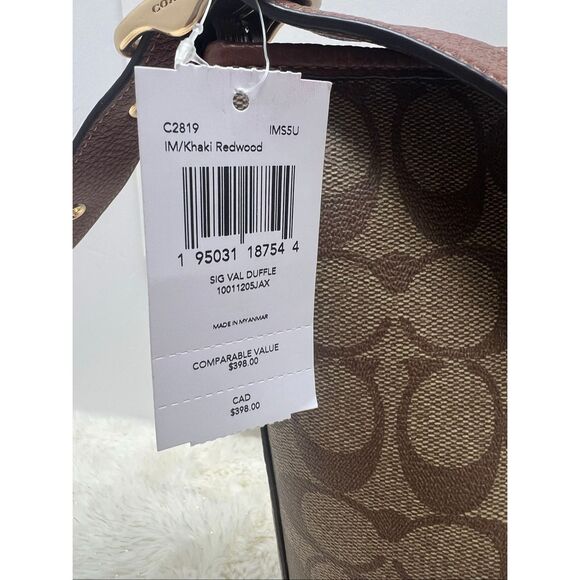 COACH
C2819 IMS5U
IM/Khaki Redwood
1 95031 18754 4
SIG VAL DUFFLE
10011205JAX
MADE IN MYANMAR
COMPARABLE VALUE
$398.00
CAD
$398.00